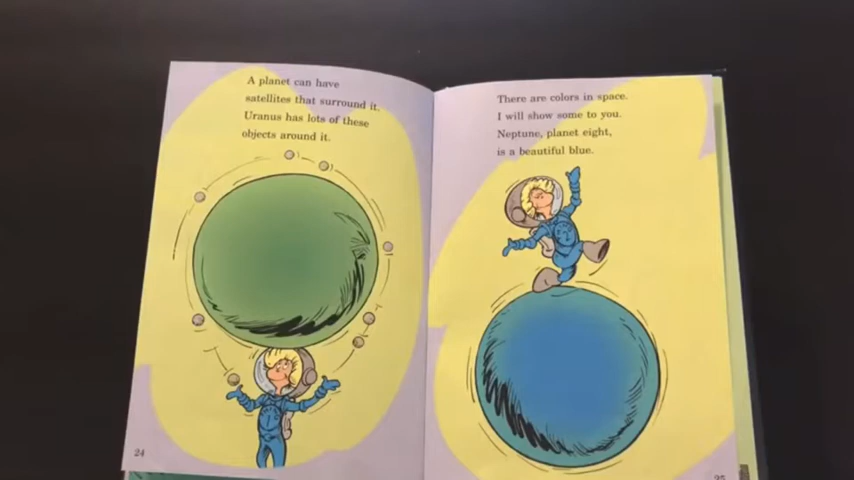 A planet can have
satellites that surround it.
Uranus has lots of these
objects around it.
24
There are colors in space.
I will show some to you.
Neptune, planet eight,
is a beautiful blue.
25